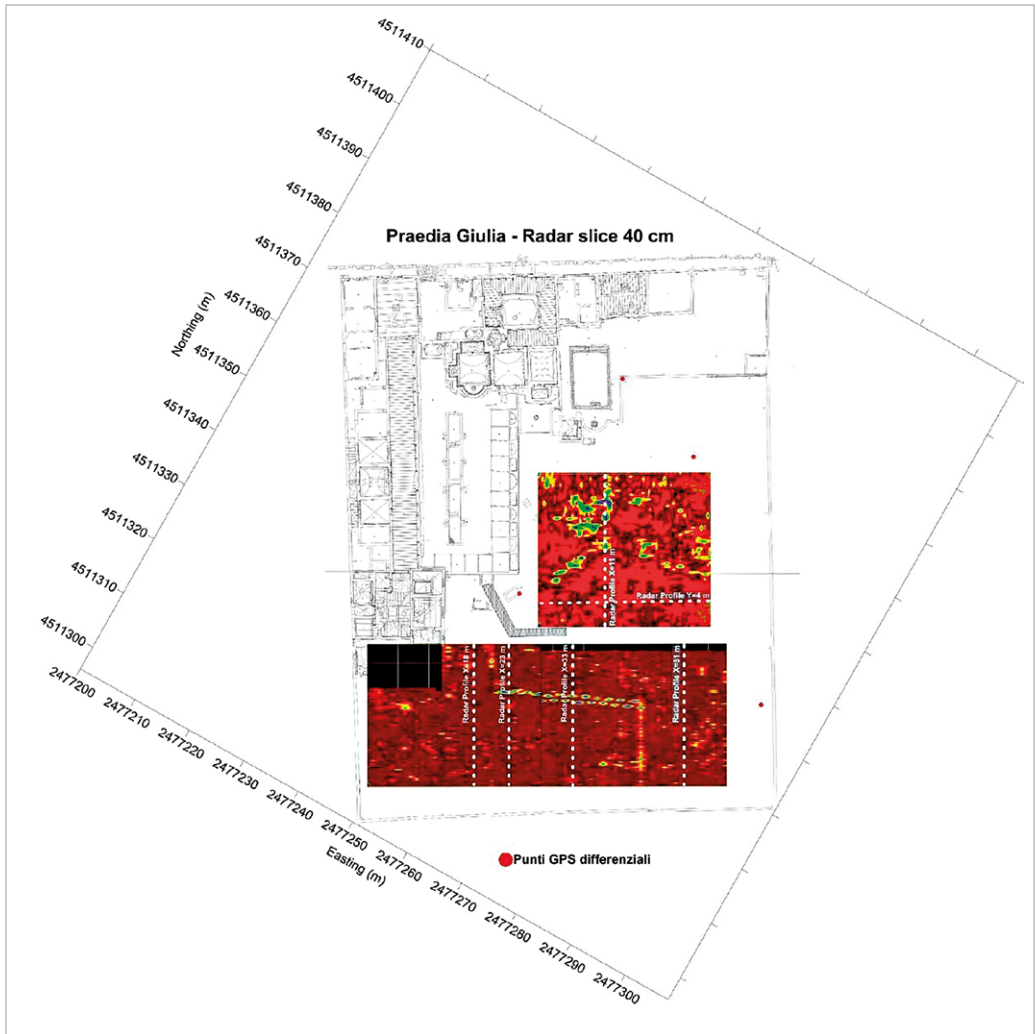 4511410
4511400
4511390
4511380
4511370
4511360
4511350
4511340
4511330
4511320
4511310
4511300
Northing (m)
Praedia Giulia - Radar slice 40 cm
Radar Profile X=11 m
Radar Profile Y=4 m
Radar Profile X=18 m
Radar Profile X=23 m
Radar Profile X=33 m
Radar Profile X=51 m
2477200
2477210
2477220
2477230
2477240
2477250
2477260
2477270
2477280
2477290
2477300
Easting (m)
Punti GPS differenziali